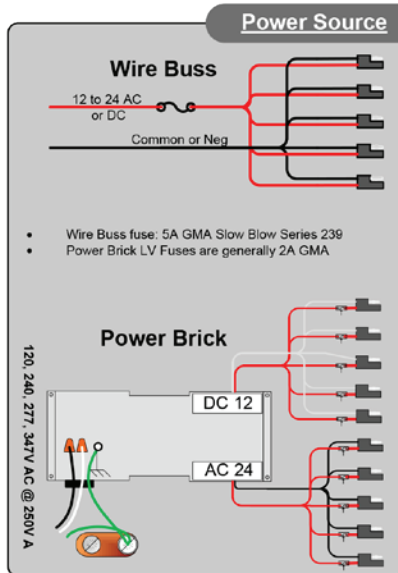 Power Source
Wire Buss
12 to 24 AC
or DC
Common or Neg
• Wire Buss fuse: 5A GMA Slow Blow Series 239
• Power Brick LV Fuses are generally 2A GMA
Power Brick
120, 240, 277, 347V AC @ 250V A
DC 12
AC 24